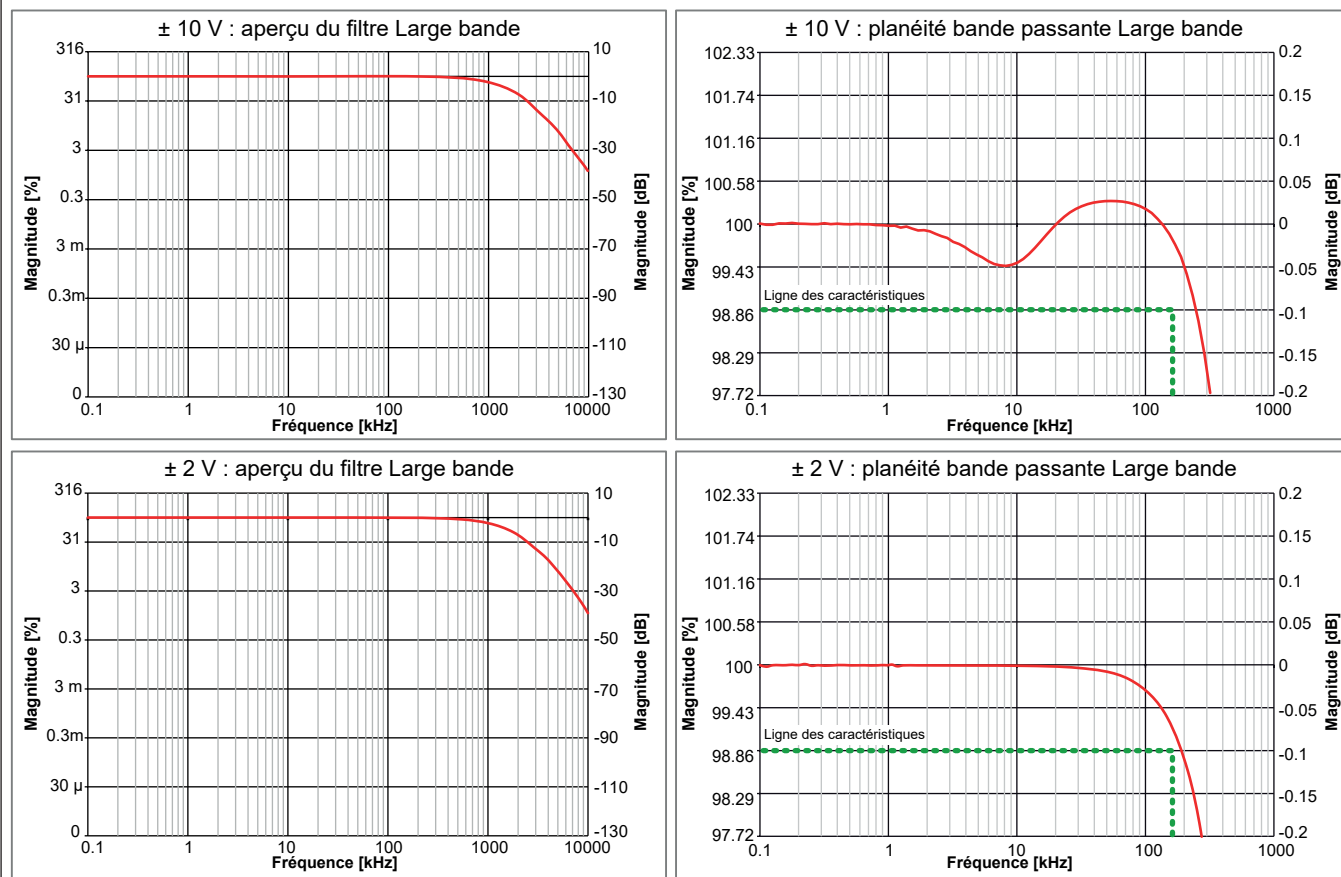 ± 10 V : aperçu du filtre Large bande
316
31
3
0.3
3 m
0.3m
30 µ
0
10
-10
-30
-50
-70
-90
-110
-130
Magnitude [%]
Magnitude [dB]
0.1 1 10 100 1000 10000
Fréquence [kHz]
± 10 V : planéité bande passante Large bande
102.33
101.74
101.16
100.58
100
99.43
98.86
98.29
97.72
0.2
0.15
0.1
0.05
0
-0.05
-0.1
-0.15
-0.2
Magnitude [%]
Magnitude [dB]
Ligne des caractéristiques
0.1 1 10 100 1000
Fréquence [kHz]
± 2 V : aperçu du filtre Large bande
316
31
3
0.3
3 m
0.3m
30 µ
0
10
-10
-30
-50
-70
-90
-110
-130
Magnitude [%]
Magnitude [dB]
0.1 1 10 100 1000 10000
Fréquence [kHz]
± 2 V : planéité bande passante Large bande
102.33
101.74
101.16
100.58
100
99.43
98.86
98.29
97.72
0.2
0.15
0.1
0.05
0
-0.05
-0.1
-0.15
-0.2
Magnitude [%]
Magnitude [dB]
Ligne des caractéristiques
0.1 1 10 100 1000
Fréquence [kHz]